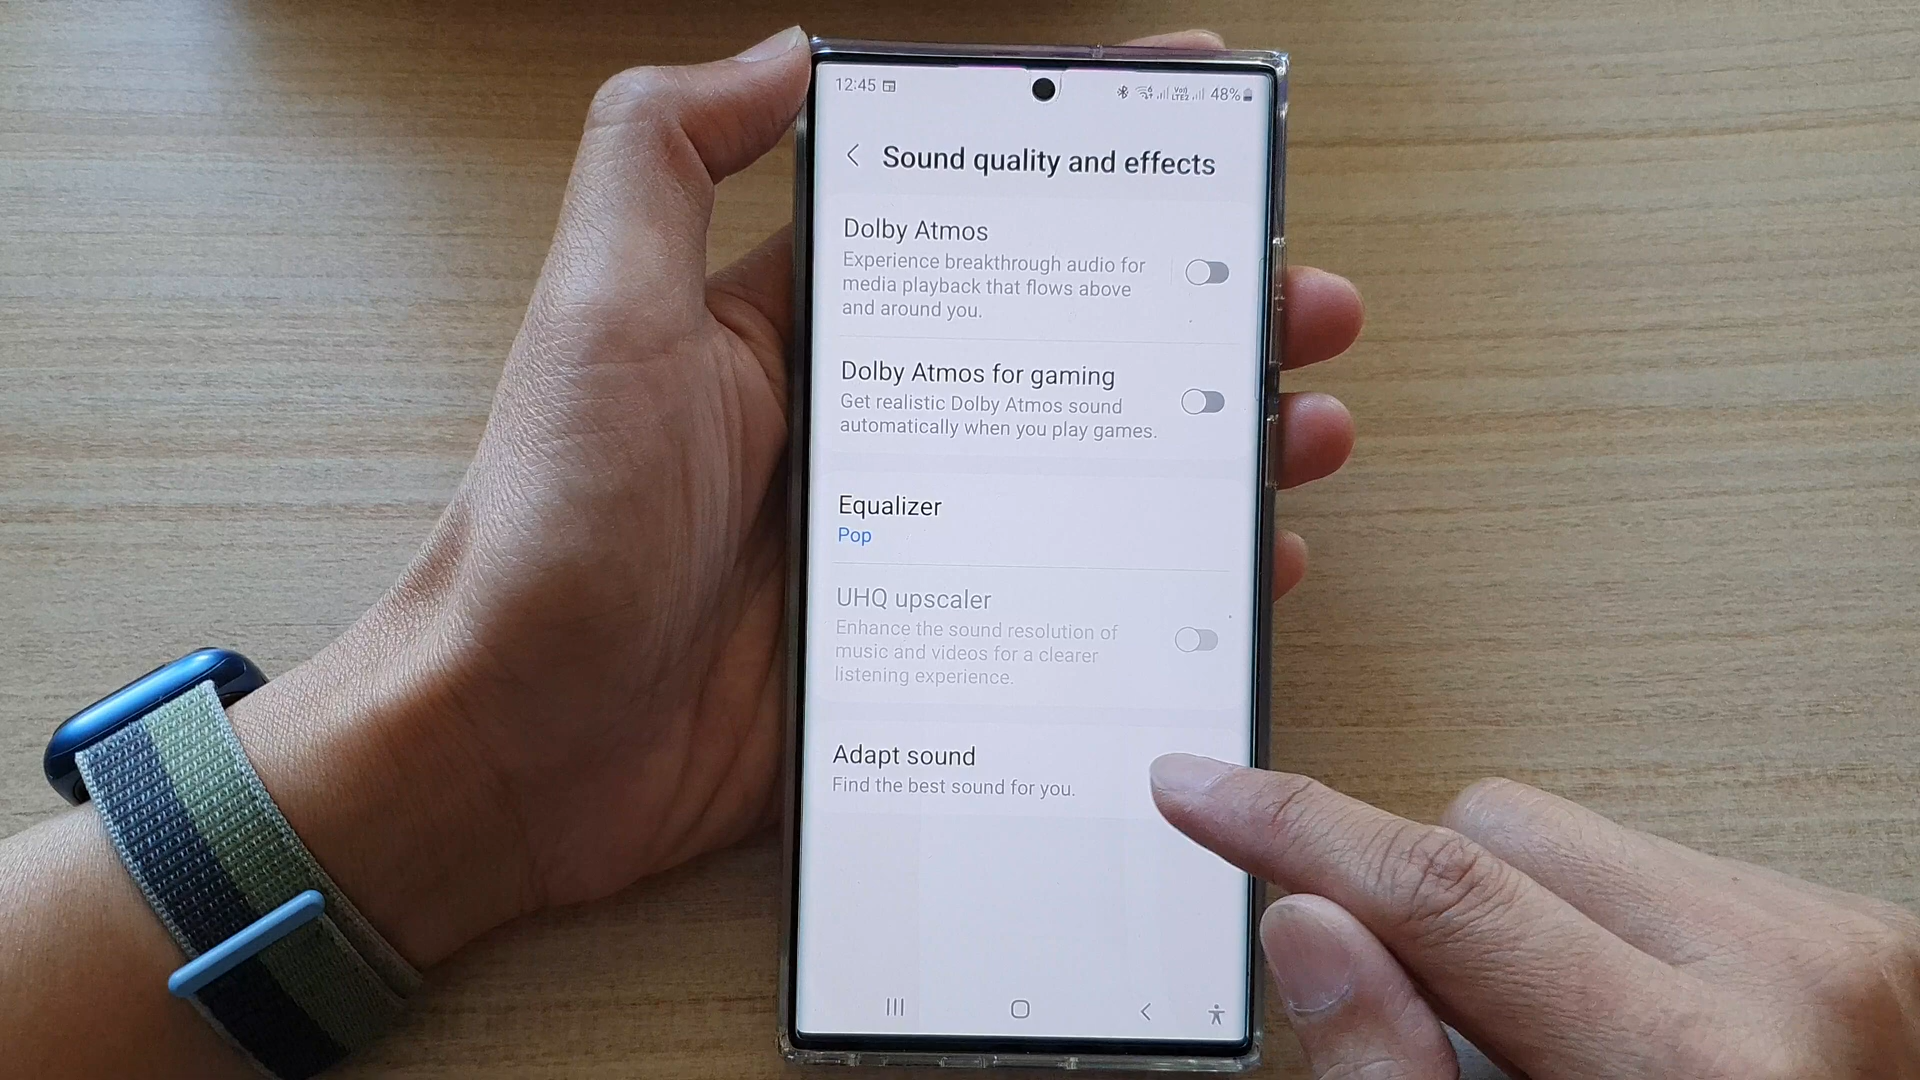 12:45
Vo)) LTE2 48%
Sound quality and effects
Dolby Atmos
Experience breakthrough audio for
media playback that flows above
and around you.
Dolby Atmos for gaming
Get realistic Dolby Atmos sound
automatically when you play games.
Equalizer
Pop
UHQ upscaler
Enhance the sound resolution of
music and videos for a clearer
listening experience.
Adapt sound
Find the best sound for you.